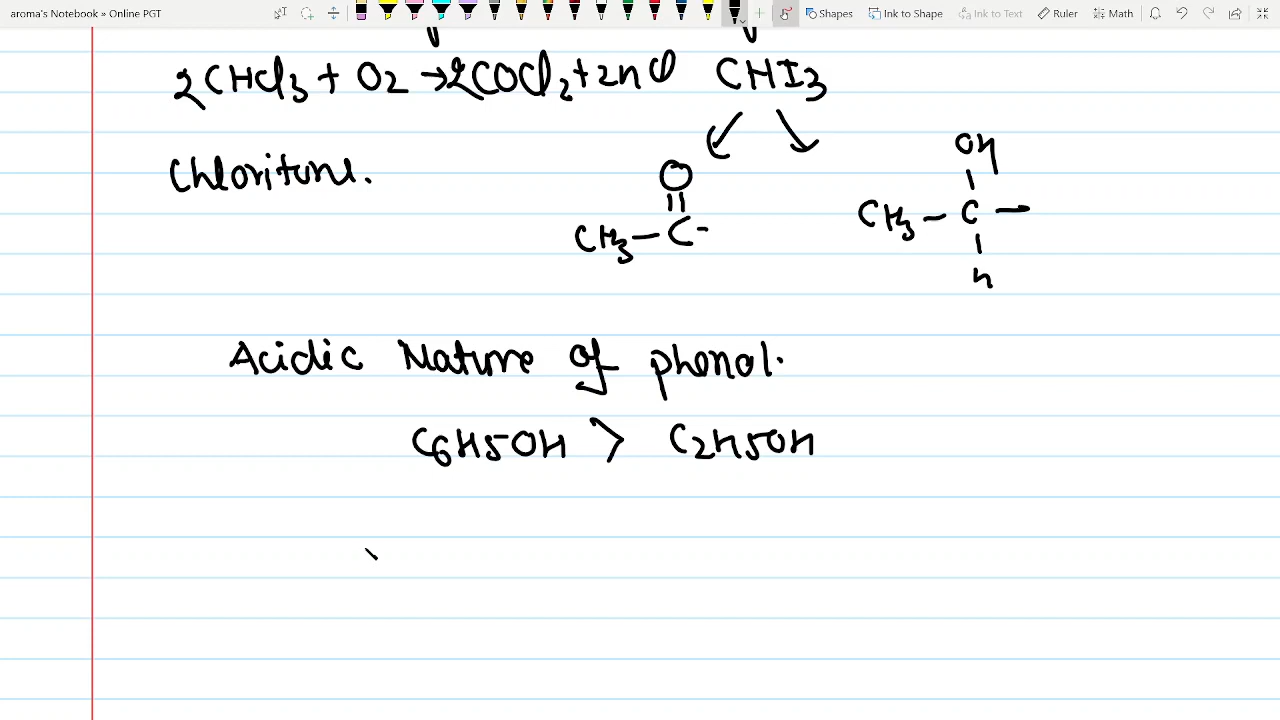 aroma's Notebook » Online PGT
Shapes Ink to Shape Ink to Text Ruler Math
2CHCl3 + O2 → 2COCl2 + 2HCl CHI3
Chloritone.
O
||
CH3 — C -
OH
|
CH3 — C —
|
H
Acidic Nature of phenol.
C6H5OH > C2H5OH